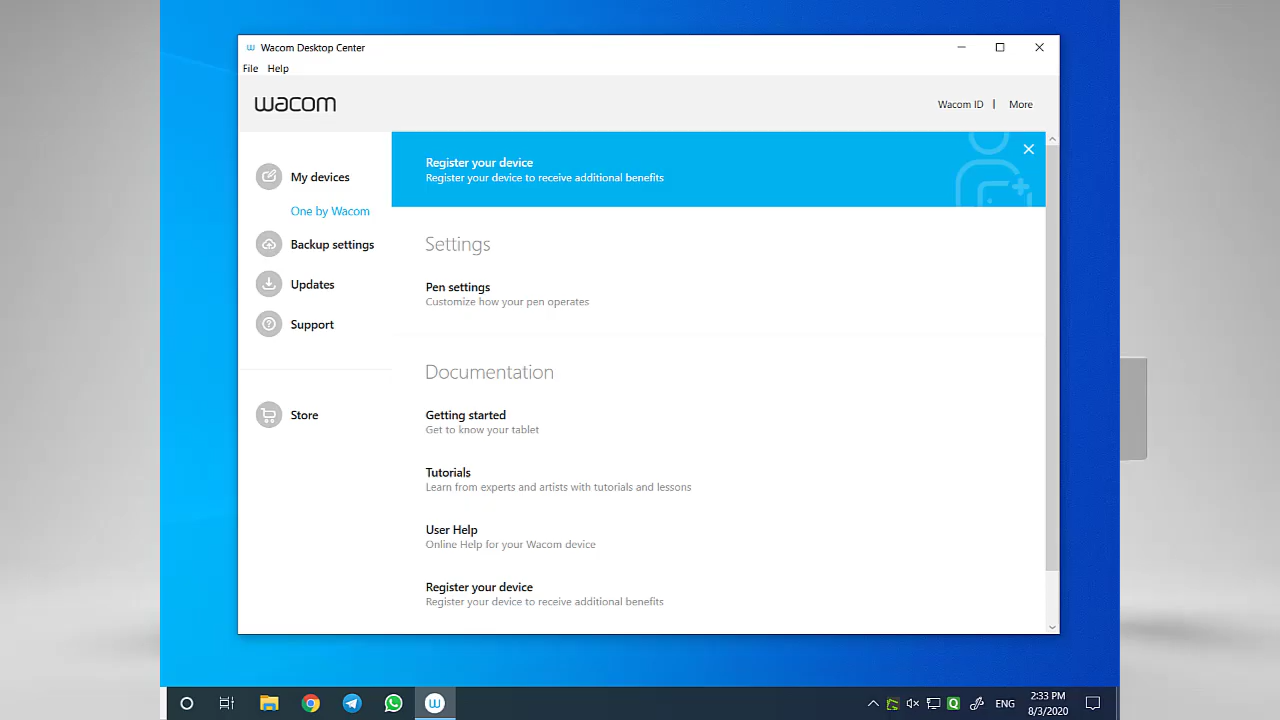 Wacom Desktop Center
File Help
wacom
Wacom ID | More
My devices
One by Wacom
Backup settings
Updates
Support
Store
Register your device
Register your device to receive additional benefits
Settings
Pen settings
Customize how your pen operates
Documentation
Getting started
Get to know your tablet
Tutorials
Learn from experts and artists with tutorials and lessons
User Help
Online Help for your Wacom device
Register your device
Register your device to receive additional benefits
ENG
2:33 PM
8/3/2020